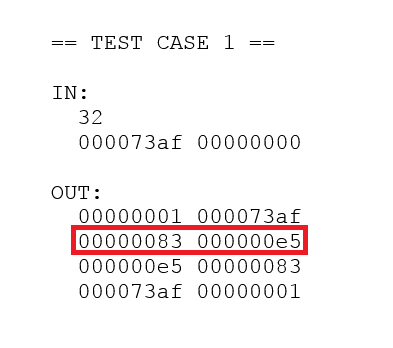 == TEST CASE 1 ==
IN:
32
000073af 00000000
OUT:
00000001 000073af
00000083 000000e5
000000e5 00000083
000073af 00000001